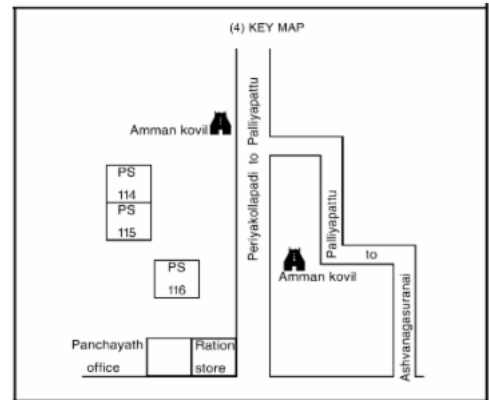 (4) KEY MAP
Amman kovil
Periyakollapadi to Palliyapattu
PS
114
PS
115
PS
116
Palliyapattu
to
Ashvanagasuranai
Amman kovil
Panchayath
office
Ration
store